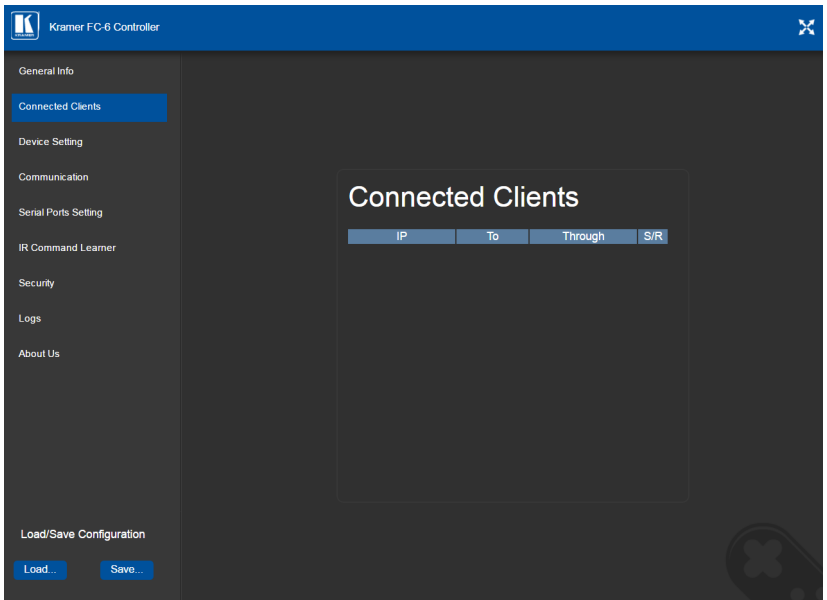 KRAMER
Kramer FC-6 Controller
General Info
Connected Clients
Device Setting
Communication
Serial Ports Setting
IR Command Learner
Security
Logs
About Us
Load/Save Configuration
Load... Save...
Connected Clients
IP To Through S/R